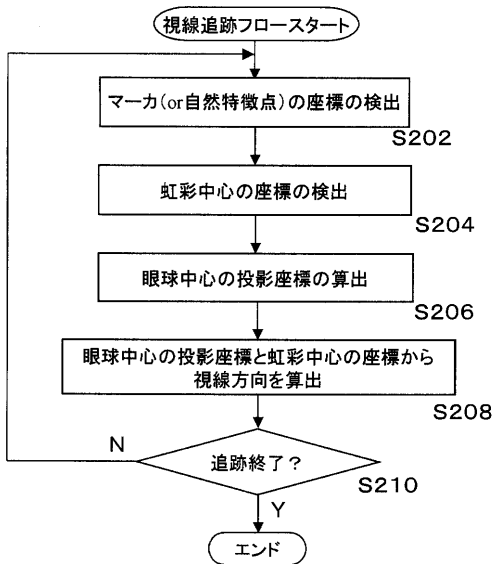 視線追跡フロースタート
マーカ(or自然特徴点)の座標の検出
S202
虹彩中心の座標の検出
S204
眼球中心の投影座標の算出
S206
眼球中心の投影座標と虹彩中心の座標から
視線方向を算出
S208
N
追跡終了?
S210
Y
エンド